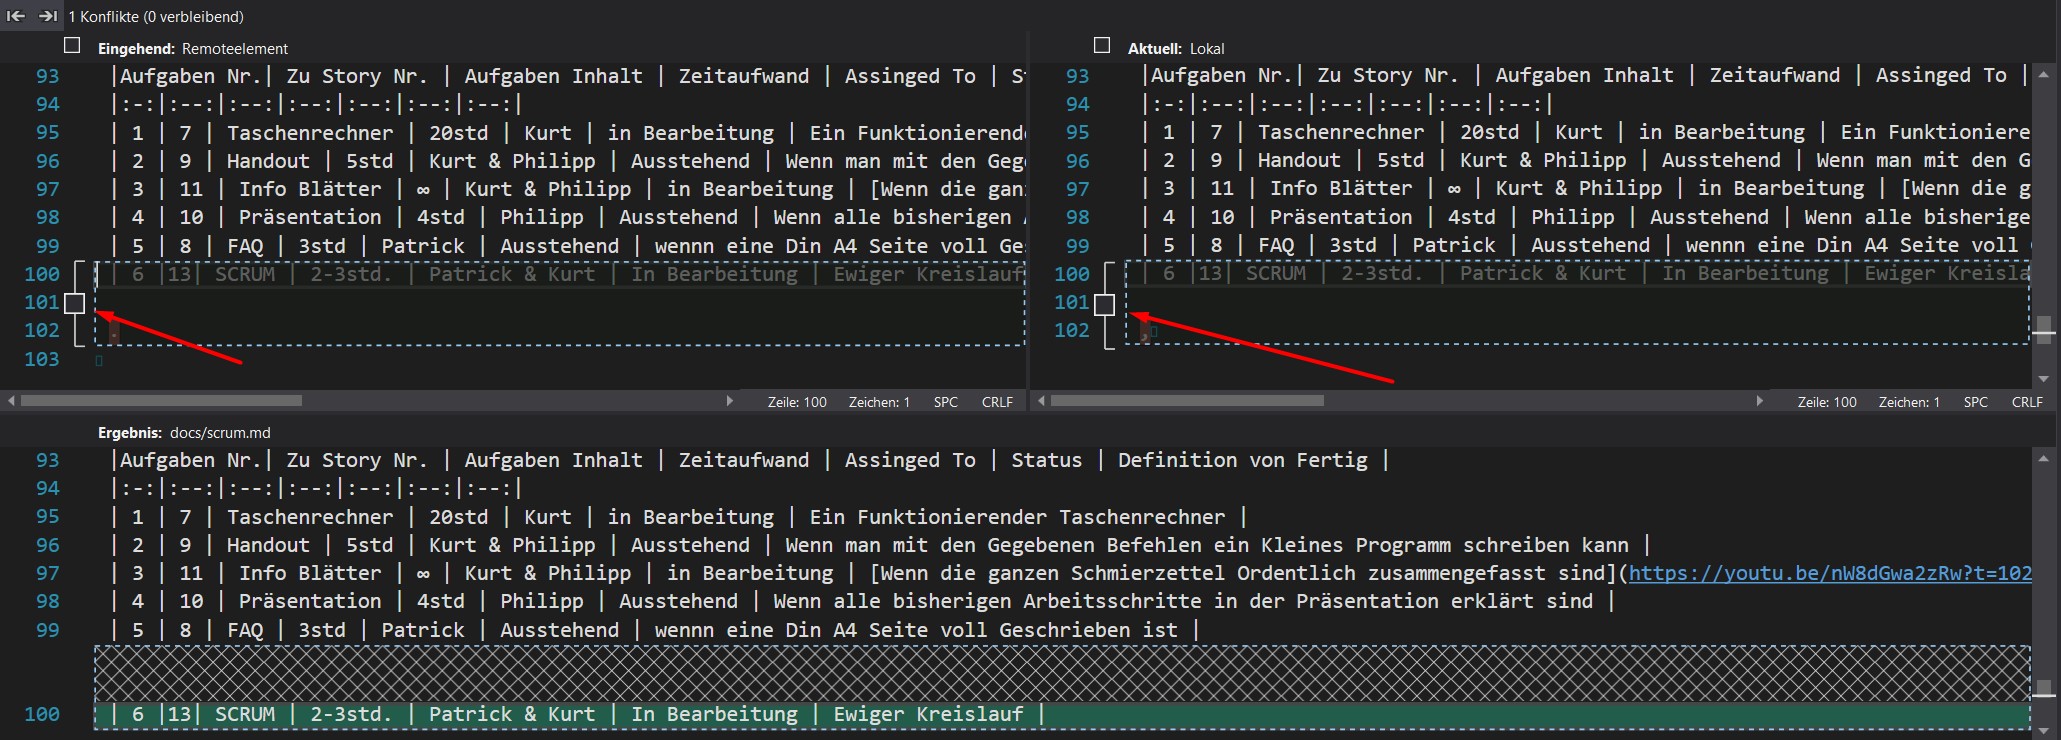 1 Konflikte (0 verbleibend)
Eingehend: Remoteelement
93 |Aufgaben Nr.| Zu Story Nr. | Aufgaben Inhalt | Zeitaufwand | Assinged To | St
94 |:-:|:--:|:--:|:--:|:--:|:--:|:--:|
95 | 1 | 7 | Taschenrechner | 20std | Kurt | in Bearbeitung | Ein Funktionierende
96 | 2 | 9 | Handout | 5std | Kurt & Philipp | Ausstehend | Wenn man mit den Geg
97 | 3 | 11 | Info Blätter | ∞ | Kurt & Philipp | in Bearbeitung | [Wenn die gan
98 | 4 | 10 | Präsentation | 4std | Philipp | Ausstehend | Wenn alle bisherigen A
99 | 5 | 8 | FAQ | 3std | Patrick | Ausstehend | wennn eine Din A4 Seite voll Ges
100 | 6 |13| SCRUM | 2-3std. | Patrick & Kurt | In Bearbeitung | Ewiger Kreislauf
101
102 .
103
Zeile: 100 Zeichen: 1 SPC CRLF
Aktuell: Lokal
93 |Aufgaben Nr.| Zu Story Nr. | Aufgaben Inhalt | Zeitaufwand | Assinged To |
94 |:-:|:--:|:--:|:--:|:--:|:--:|:--:|
95 | 1 | 7 | Taschenrechner | 20std | Kurt | in Bearbeitung | Ein Funktioniere
96 | 2 | 9 | Handout | 5std | Kurt & Philipp | Ausstehend | Wenn man mit den G
97 | 3 | 11 | Info Blätter | ∞ | Kurt & Philipp | in Bearbeitung | [Wenn die g
98 | 4 | 10 | Präsentation | 4std | Philipp | Ausstehend | Wenn alle bisherige
99 | 5 | 8 | FAQ | 3std | Patrick | Ausstehend | wennn eine Din A4 Seite voll
100 | 6 |13| SCRUM | 2-3std. | Patrick & Kurt | In Bearbeitung | Ewiger Kreisla
101
102 ,
Zeile: 100 Zeichen: 1 SPC CRLF
Ergebnis: docs/scrum.md
93 |Aufgaben Nr.| Zu Story Nr. | Aufgaben Inhalt | Zeitaufwand | Assinged To | Status | Definition von Fertig |
94 |:-:|:--:|:--:|:--:|:--:|:--:|:--:|
95 | 1 | 7 | Taschenrechner | 20std | Kurt | in Bearbeitung | Ein Funktionierender Taschenrechner |
96 | 2 | 9 | Handout | 5std | Kurt & Philipp | Ausstehend | Wenn man mit den Gegebenen Befehlen ein Kleines Programm schreiben kann |
97 | 3 | 11 | Info Blätter | ∞ | Kurt & Philipp | in Bearbeitung | [Wenn die ganzen Schmierzettel Ordentlich zusammengefasst sind](https://youtu.be/nW8dGwa2zRw?t=102
98 | 4 | 10 | Präsentation | 4std | Philipp | Ausstehend | Wenn alle bisherigen Arbeitsschritte in der Präsentation erklärt sind |
99 | 5 | 8 | FAQ | 3std | Patrick | Ausstehend | wennn eine Din A4 Seite voll Geschrieben ist |
100 | 6 |13| SCRUM | 2-3std. | Patrick & Kurt | In Bearbeitung | Ewiger Kreislauf |